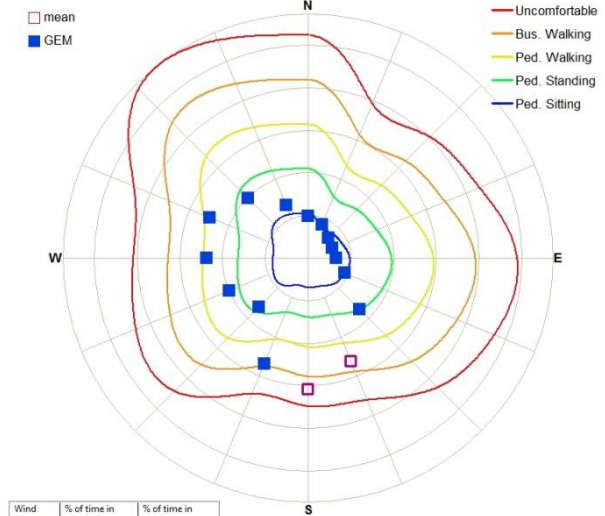 N
mean
GEM
Uncomfortable
Bus. Walking
Ped. Walking
Ped. Standing
Ped. Sitting
W
E
S
Wind % of time in % of time in